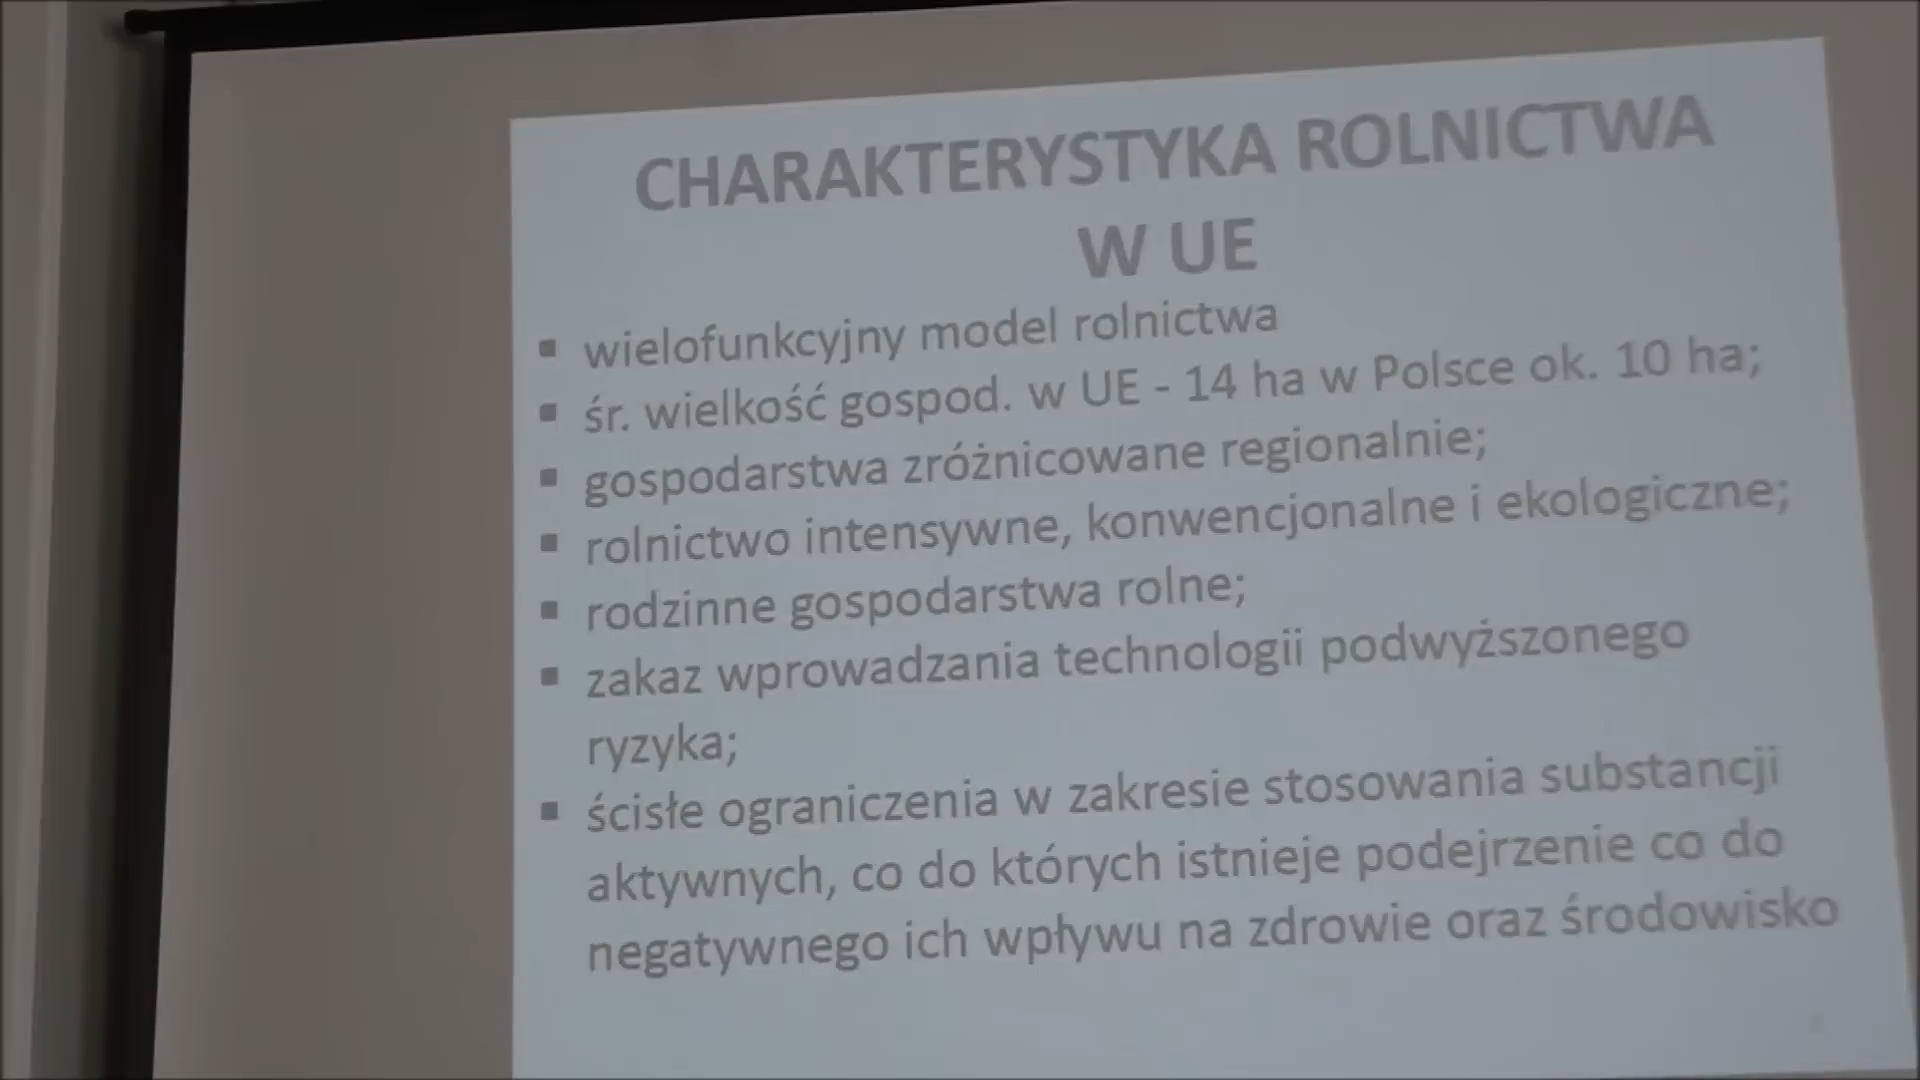 CHARAKTERYSTYKA ROLNICTWA
W UE
▪ wielofunkcyjny model rolnictwa
▪ śr. wielkość gospod. w UE - 14 ha w Polsce ok. 10 ha;
▪ gospodarstwa zróżnicowane regionalnie;
▪ rolnictwo intensywne, konwencjonalne i ekologiczne;
▪ rodzinne gospodarstwa rolne;
▪ zakaz wprowadzania technologii podwyższonego
ryzyka;
▪ ścisłe ograniczenia w zakresie stosowania substancji
aktywnych, co do których istnieje podejrzenie co do
negatywnego ich wpływu na zdrowie oraz środowisko